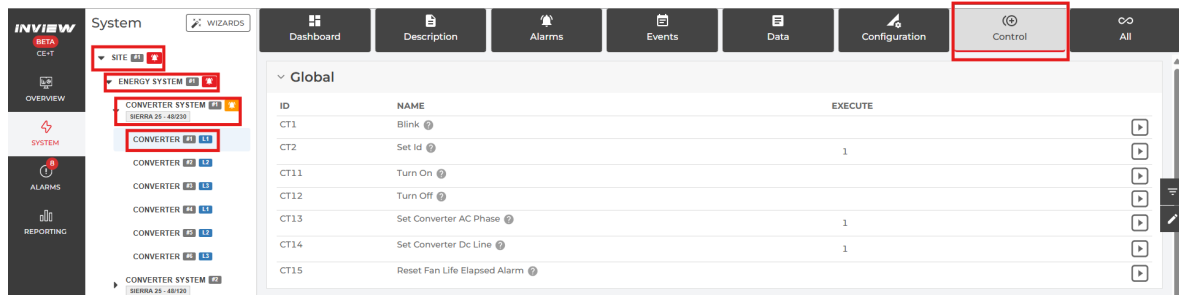 INVIEW
BETA
CE+T
OVERVIEW
SYSTEM
8
ALARMS
REPORTING
System
WIZARDS
SITE #1
ENERGY SYSTEM #1
CONVERTER SYSTEM #1
SIERRA 25 - 48/230
CONVERTER #1 L1
CONVERTER #2 L2
CONVERTER #3 L3
CONVERTER #4 L1
CONVERTER #5 L2
CONVERTER #6 L3
CONVERTER SYSTEM #2
SIERRA 25 - 48/120
Dashboard
Description
Alarms
Events
Data
Configuration
Control
All
Global
ID NAME EXECUTE
CT1 Blink ?
CT2 Set Id ? 1
CT11 Turn On ?
CT12 Turn Off ?
CT13 Set Converter AC Phase ? 1
CT14 Set Converter Dc Line ? 1
CT15 Reset Fan Life Elapsed Alarm ?